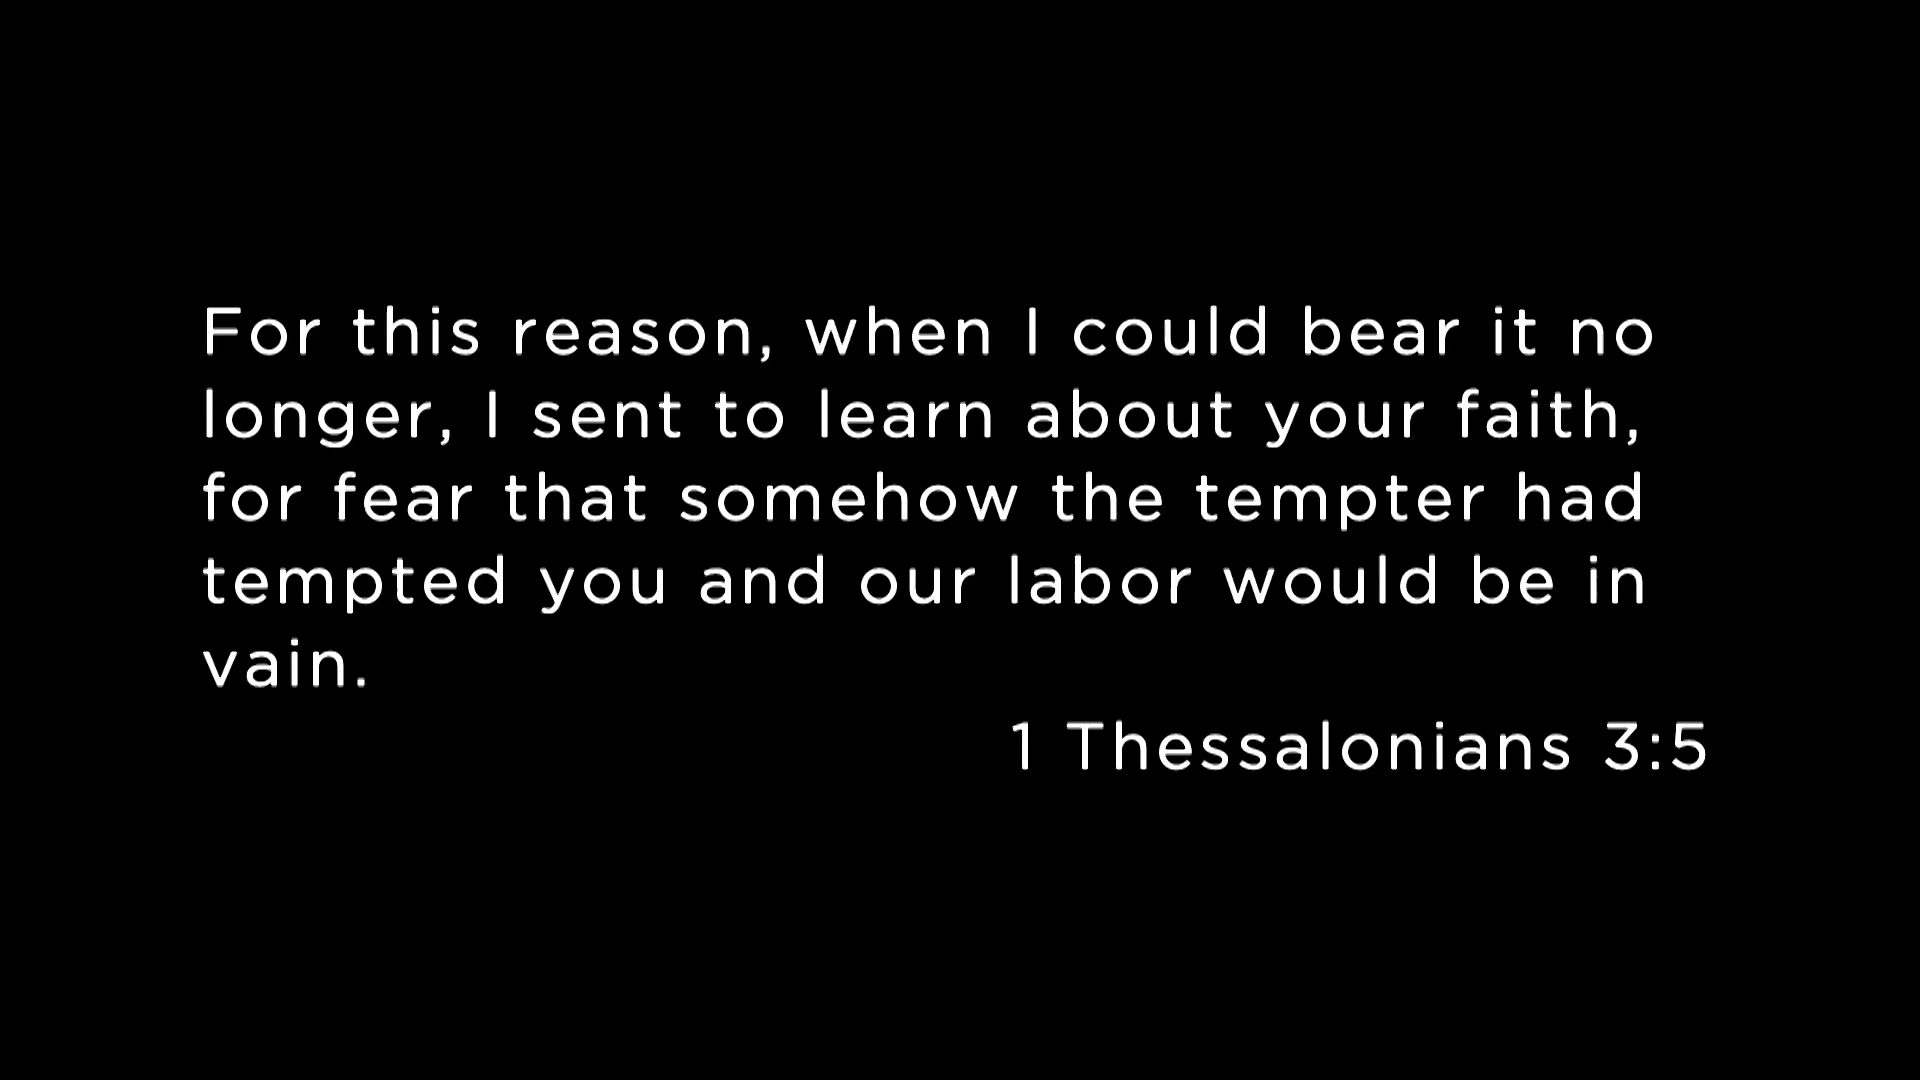 For this reason, when I could bear it no
longer, I sent to learn about your faith,
for fear that somehow the tempter had
tempted you and our labor would be in
vain.
1 Thessalonians 3:5